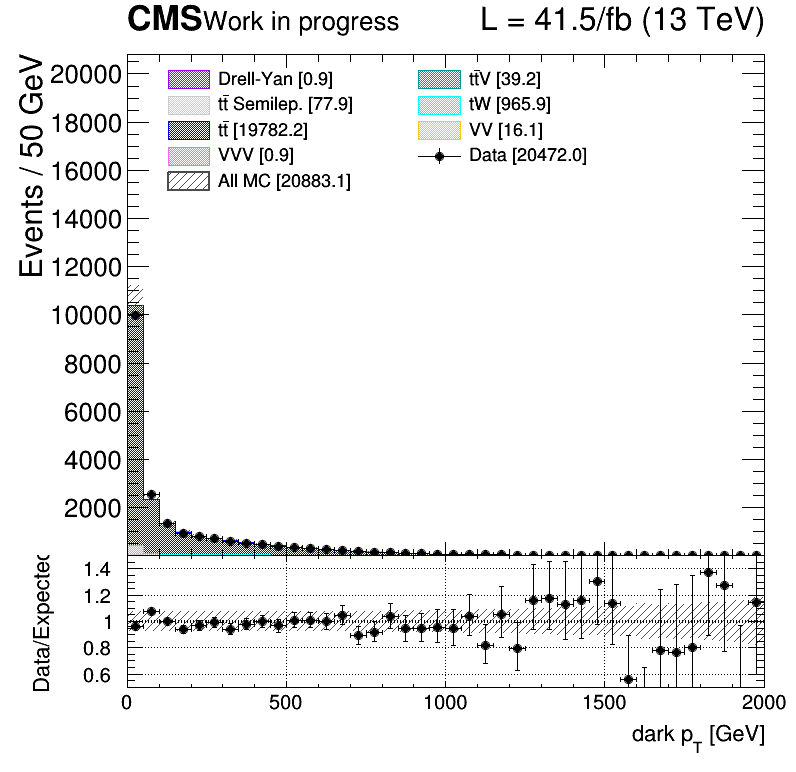 CMS Work in progress L = 41.5/fb (13 TeV)
Events / 50 GeV
20000
18000
16000
14000
12000
10000
8000
6000
4000
2000
Drell-Yan [0.9]
tt̄ Semilep. [77.9]
tt̄ [19782.2]
VVV [0.9]
All MC [20883.1]
tt̄V [39.2]
tW [965.9]
VV [16.1]
Data [20472.0]
Data/Expected
1.4
1.2
1
0.8
0.6
0 500 1000 1500 2000
dark p_T [GeV]